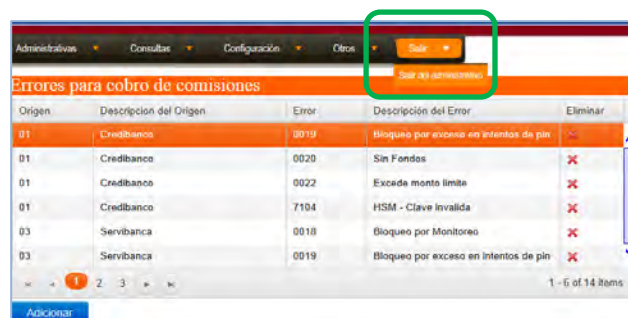 Administrativas Consultas Configuración Otros Salir
Salir del administrativo
Errores para cobro de comisiones
Origen Descripcion del Origen Error Descripción del Error Eliminar
01 Credibanco 0019 Bloqueo por exceso en intentos de pin
01 Credibanco 0020 Sin Fondos
01 Credibanco 0022 Excede monto limite
01 Credibanco 7104 HSM - Clave Invalida
03 Servibanca 0018 Bloqueo por Monitoreo
03 Servibanca 0019 Bloqueo por exceso en intentos de pin
1 2 3 1 - 6 of 14 items
Adicionar